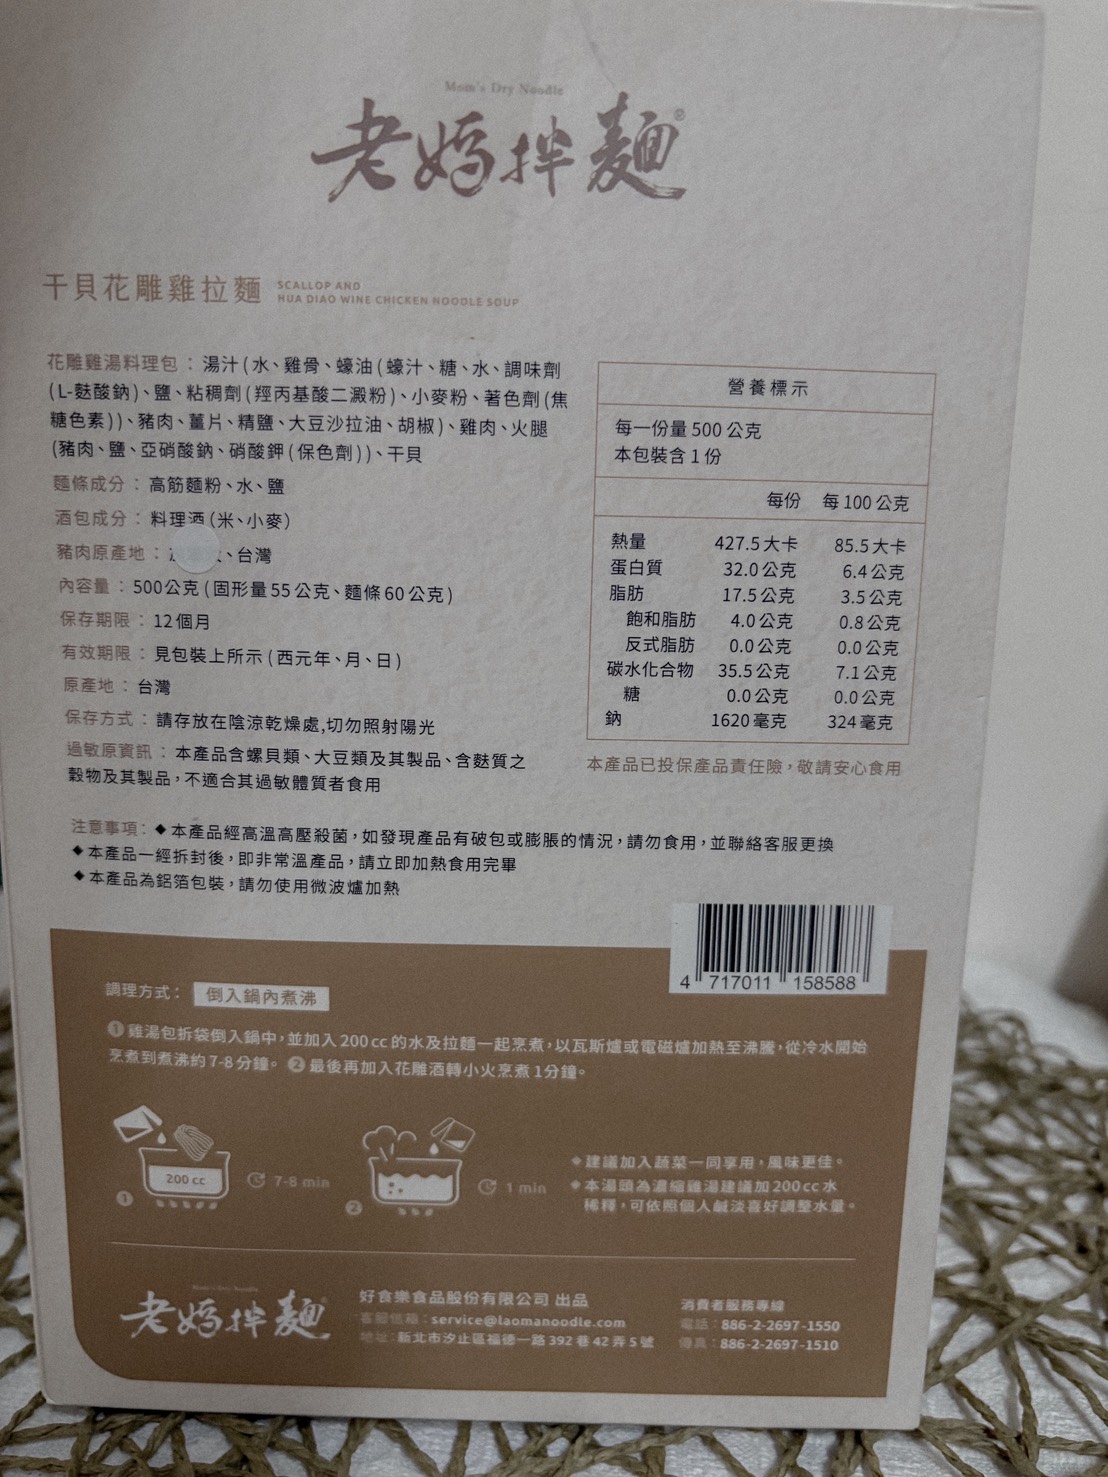 Mom's Dry Noodle
老媽拌麵®
干貝花雕雞拉麵 SCALLOP AND
HUA DIAO WINE CHICKEN NOODLE SOUP
花雕雞湯料理包：湯汁(水、雞骨、蠔油(蠔汁、糖、水、調味劑
(L-麩酸鈉)、鹽、粘稠劑(羥丙基酸二澱粉)、小麥粉、著色劑(焦
糖色素))、豬肉、薑片、精鹽、大豆沙拉油、胡椒)、雞肉、火腿
(豬肉、鹽、亞硝酸鈉、硝酸鉀(保色劑))、干貝
麵條成分：高筋麵粉、水、鹽
酒包成分：料理酒(米、小麥)
豬肉原產地：、台灣
內容量：500公克(固形量55公克、麵條60公克)
保存期限：12個月
有效期限：見包裝上所示(西元年、月、日)
原產地：台灣
保存方式：請存放在陰涼乾燥處,切勿照射陽光
過敏原資訊：本產品含螺貝類、大豆類及其製品、含麩質之
穀物及其製品，不適合其過敏體質者食用
營養標示
每一份量500公克
本包裝含1份
每份 每100公克
熱量 427.5大卡 85.5大卡
蛋白質 32.0公克 6.4公克
脂肪 17.5公克 3.5公克
飽和脂肪 4.0公克 0.8公克
反式脂肪 0.0公克 0.0公克
碳水化合物 35.5公克 7.1公克
糖 0.0公克 0.0公克
鈉 1620毫克 324毫克
本產品已投保產品責任險，敬請安心食用
注意事項：◆本產品經高溫高壓殺菌，如發現產品有破包或膨脹的情況，請勿食用，並聯絡客服更換
◆本產品一經拆封後，即非常溫產品，請立即加熱食用完畢
◆本產品為鋁箔包裝，請勿使用微波爐加熱
4 717011 158588
調理方式： 倒入鍋內煮沸
❶雞湯包拆袋倒入鍋中，並加入200cc的水及拉麵一起烹煮，以瓦斯爐或電磁爐加熱至沸騰，從冷水開始
烹煮到煮沸約7-8分鐘。❷最後再加入花雕酒轉小火烹煮1分鐘。
200 cc
❶
7-8 min
❷
1 min
◆建議加入蔬菜一同享用，風味更佳。
◆本湯頭為濃縮雞湯建議加200cc水
稀釋，可依照個人鹹淡喜好調整水量。
Mom's Dry Noodle
老媽拌麵
好食樂食品股份有限公司 出品
客服信箱：service@laomanoodle.com
地址：新北市汐止區福德一路392巷42弄5號
消費者服務專線
電話：886-2-2697-1550
傳真：886-2-2697-1510